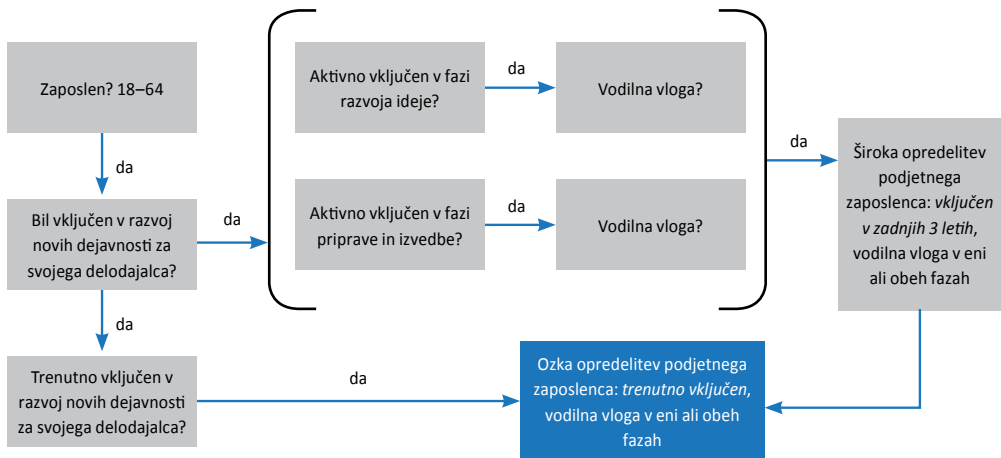 Zaposlen? 18–64
da
Bil vključen v razvoj
novih dejavnosti za
svojega delodajalca?
da
da
Trenutno vključen v
razvoj novih dejavnosti
za svojega delodajalca?
da
Aktivno vključen v fazi
razvoja ideje?
da
Vodilna vloga?
Aktivno vključen v fazi
priprave in izvedbe?
da
Vodilna vloga?
da
Široka opredelitev
podjetnega
zaposlenca: vključen
v zadnjih 3 letih,
vodilna vloga v eni
ali obeh fazah
Ozka opredelitev podjetnega
zaposlenca: trenutno vključen,
vodilna vloga v eni ali obeh
fazah